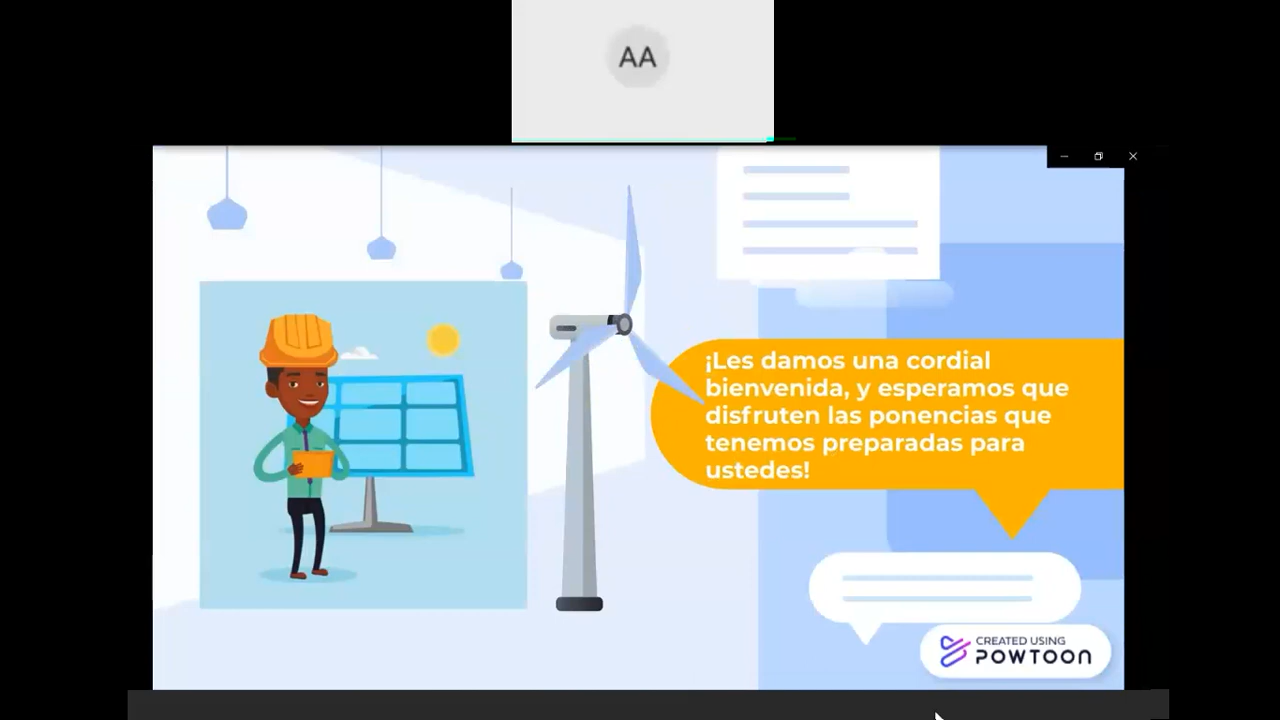 AA
¡Les damos una cordial
bienvenida, y esperamos que
disfruten las ponencias que
tenemos preparadas para
ustedes!
CREATED USING
POWTOON